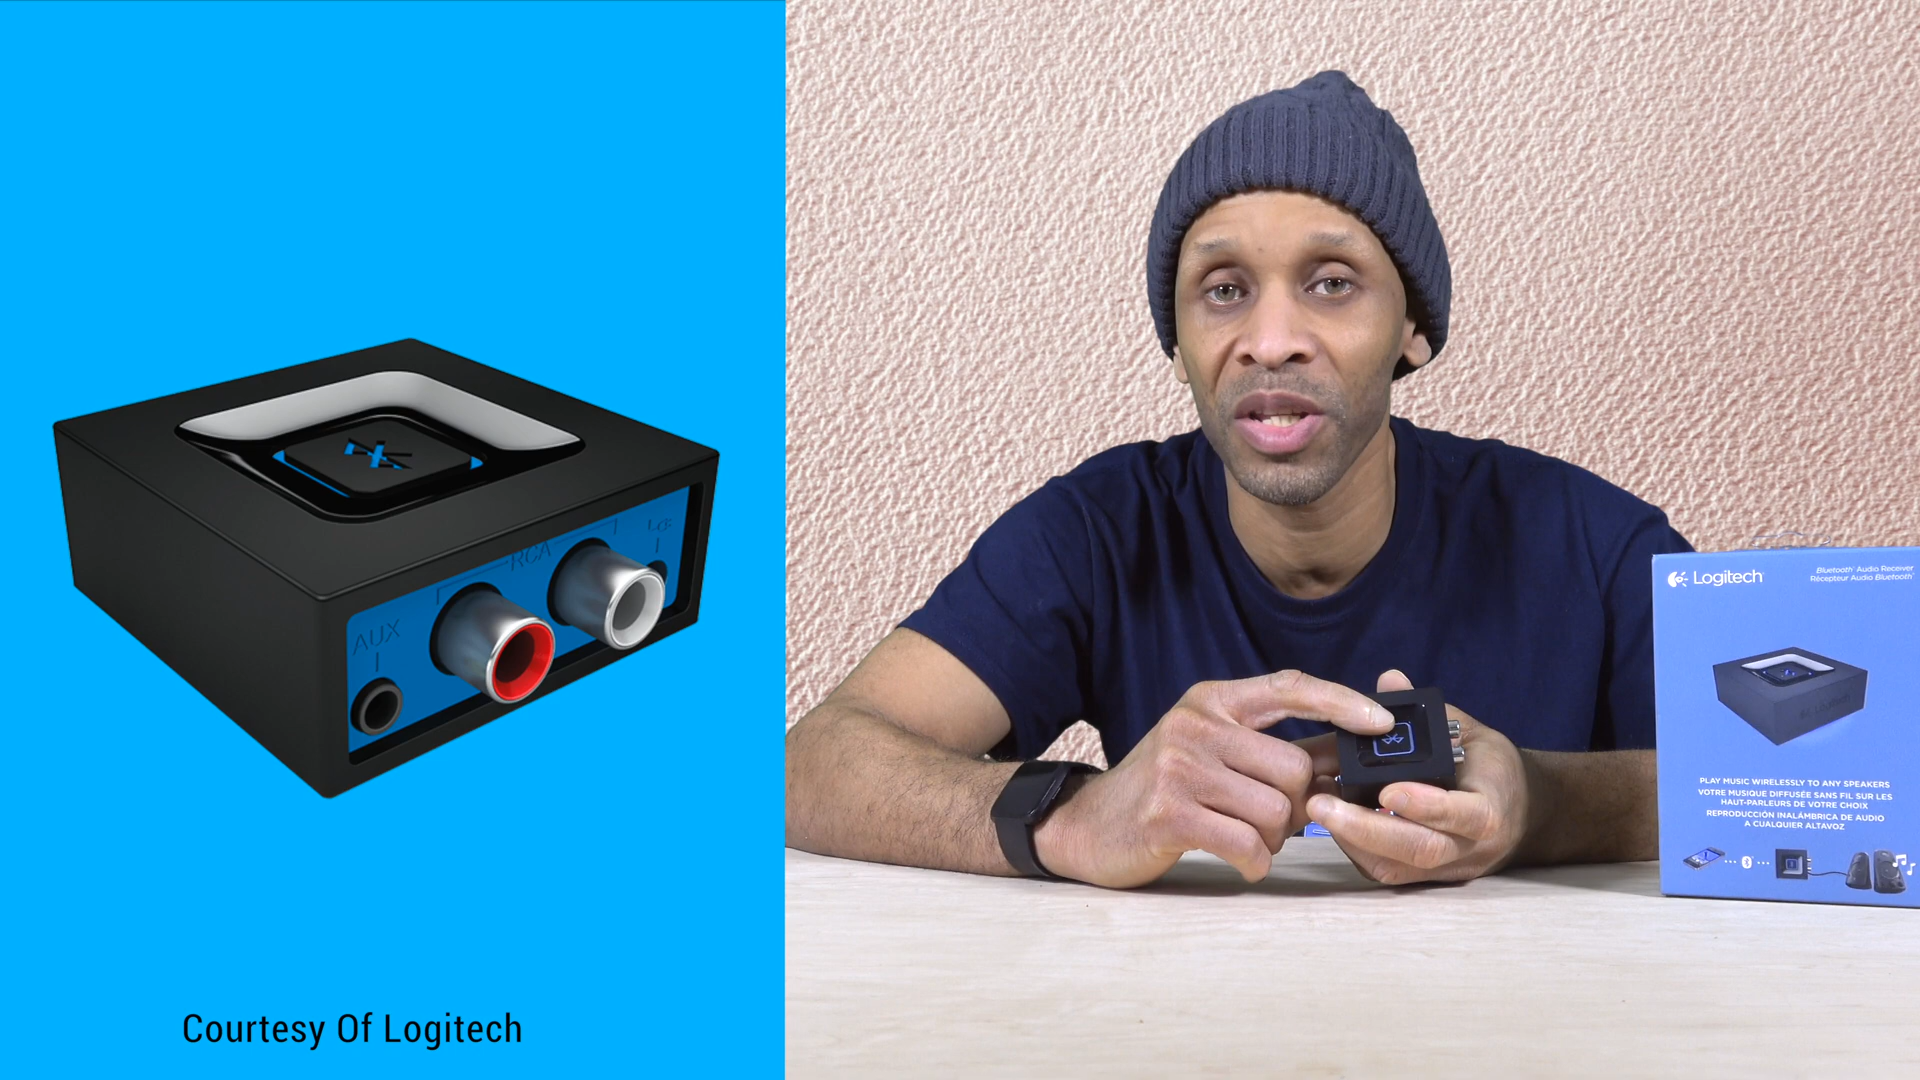 AUX
RCA
Courtesy Of Logitech
Logitech
Bluetooth® Audio Receiver
Récepteur Audio Bluetooth®
PLAY MUSIC WIRELESSLY TO ANY SPEAKERS
VOTRE MUSIQUE DIFFUSÉE SANS FIL SUR LES
HAUT-PARLEURS DE VOTRE CHOIX
REPRODUCCIÓN INALÁMBRICA DE AUDIO
A CUALQUIER ALTAVOZ